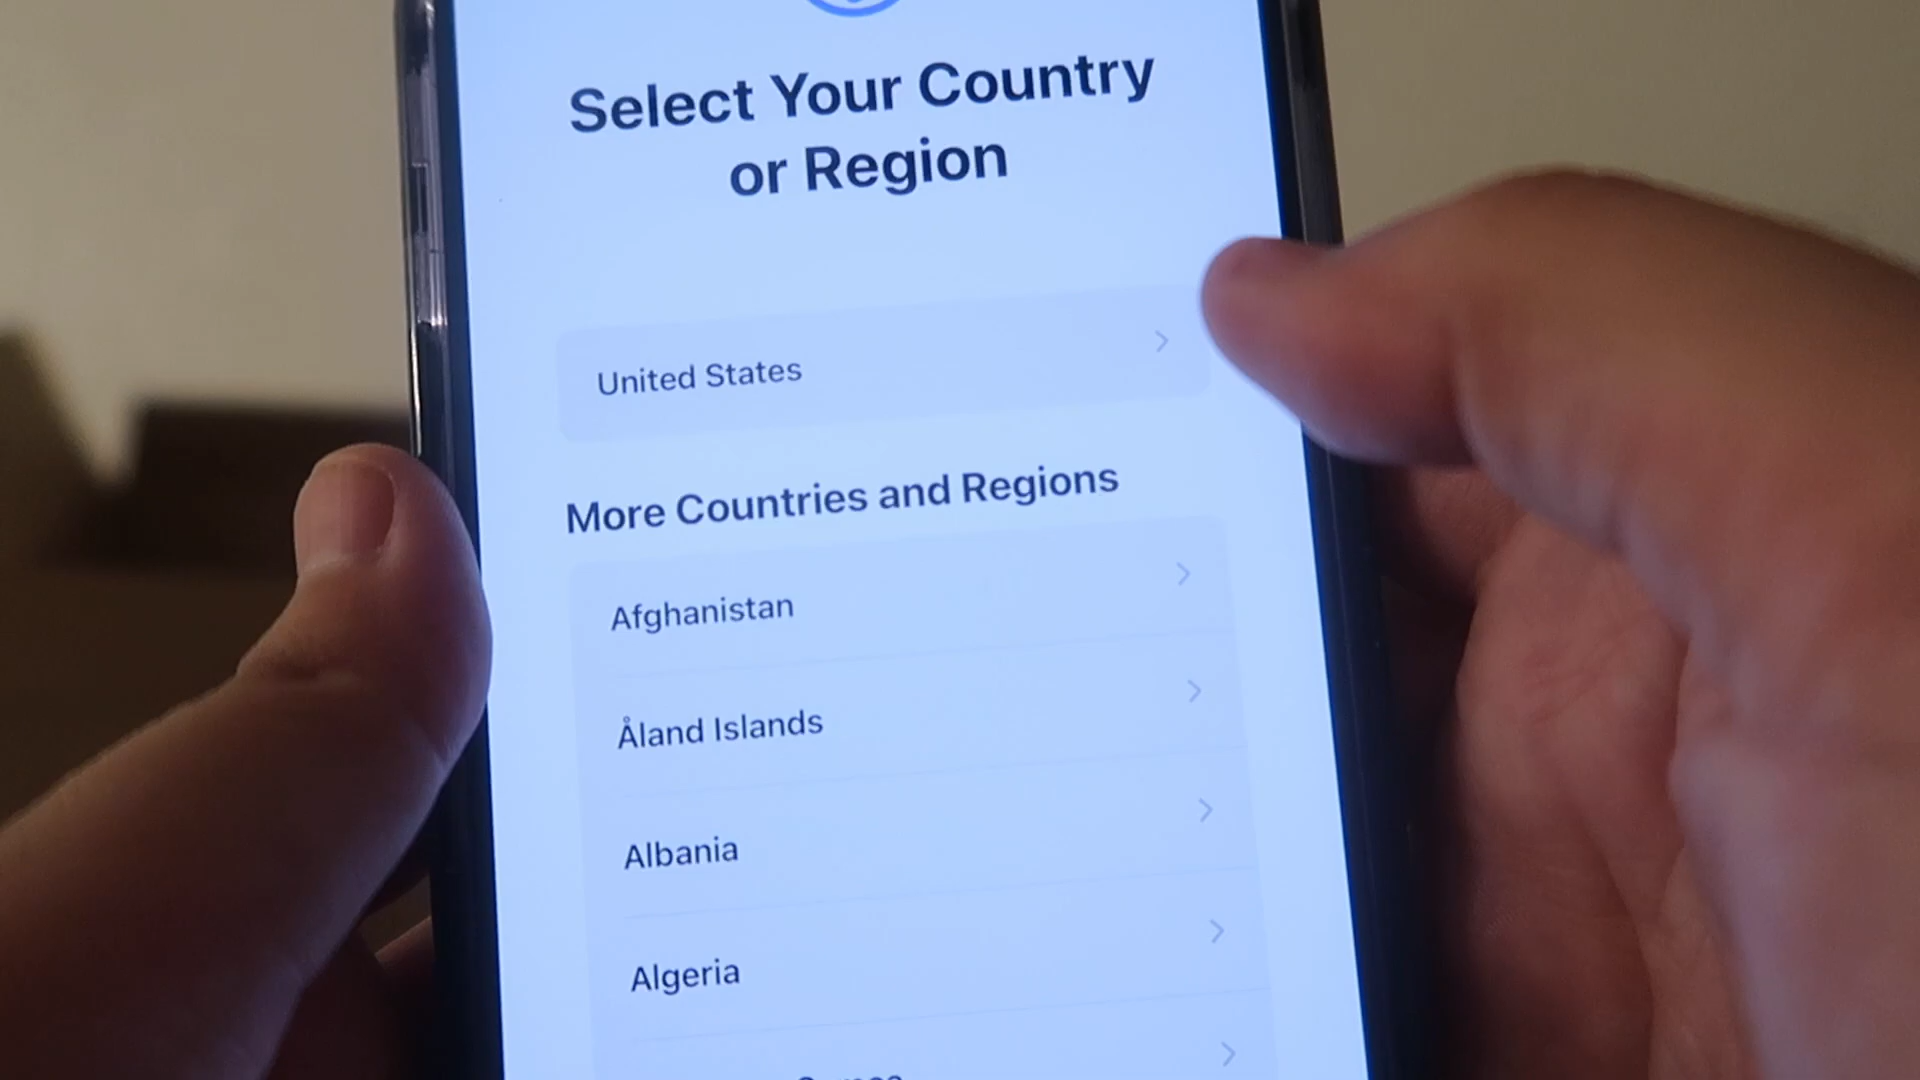 Select Your Country
or Region
United States
More Countries and Regions
Afghanistan
Åland Islands
Albania
Algeria